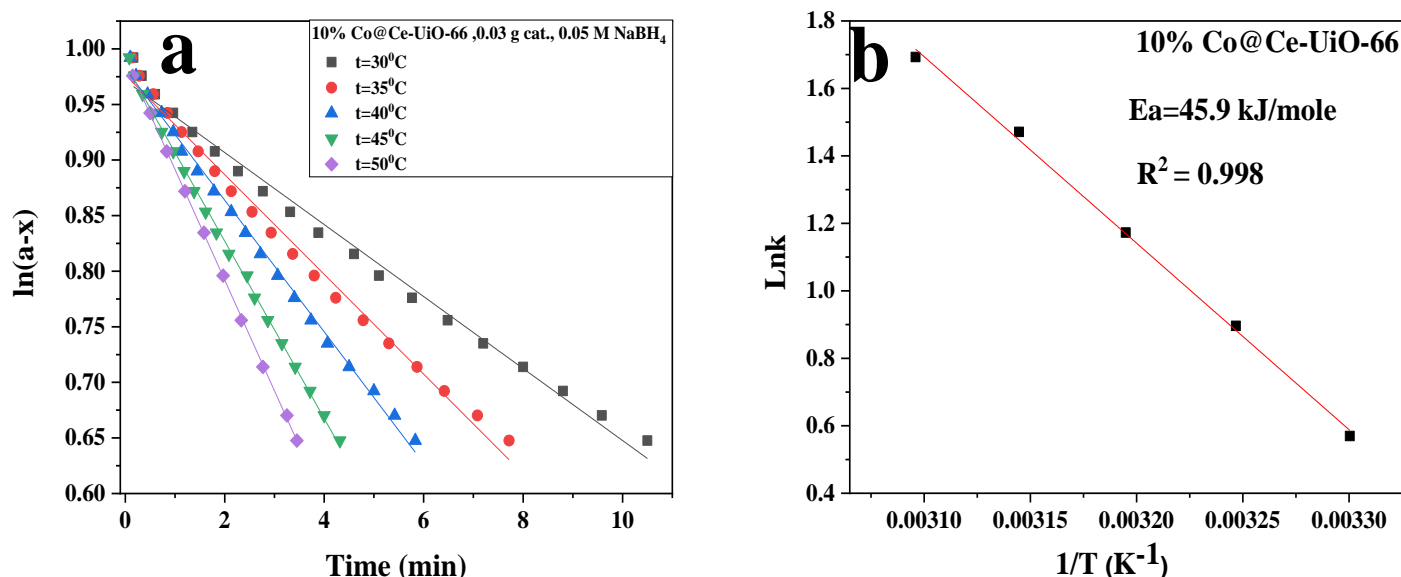 a
10% Co@Ce-UiO-66 ,0.03 g cat., 0.05 M NaBH4
t=30⁰C
t=35⁰C
t=40⁰C
t=45⁰C
t=50⁰C
1.00
0.95
0.90
0.85
0.80
0.75
0.70
0.65
0.60
ln(a-x)
0 2 4 6 8 10
Time (min)
b
10% Co@Ce-UiO-66
Ea=45.9 kJ/mole
R² = 0.998
1.8
1.6
1.4
1.2
1.0
0.8
0.6
0.4
Lnk
0.00310 0.00315 0.00320 0.00325 0.00330
1/T (K⁻¹)